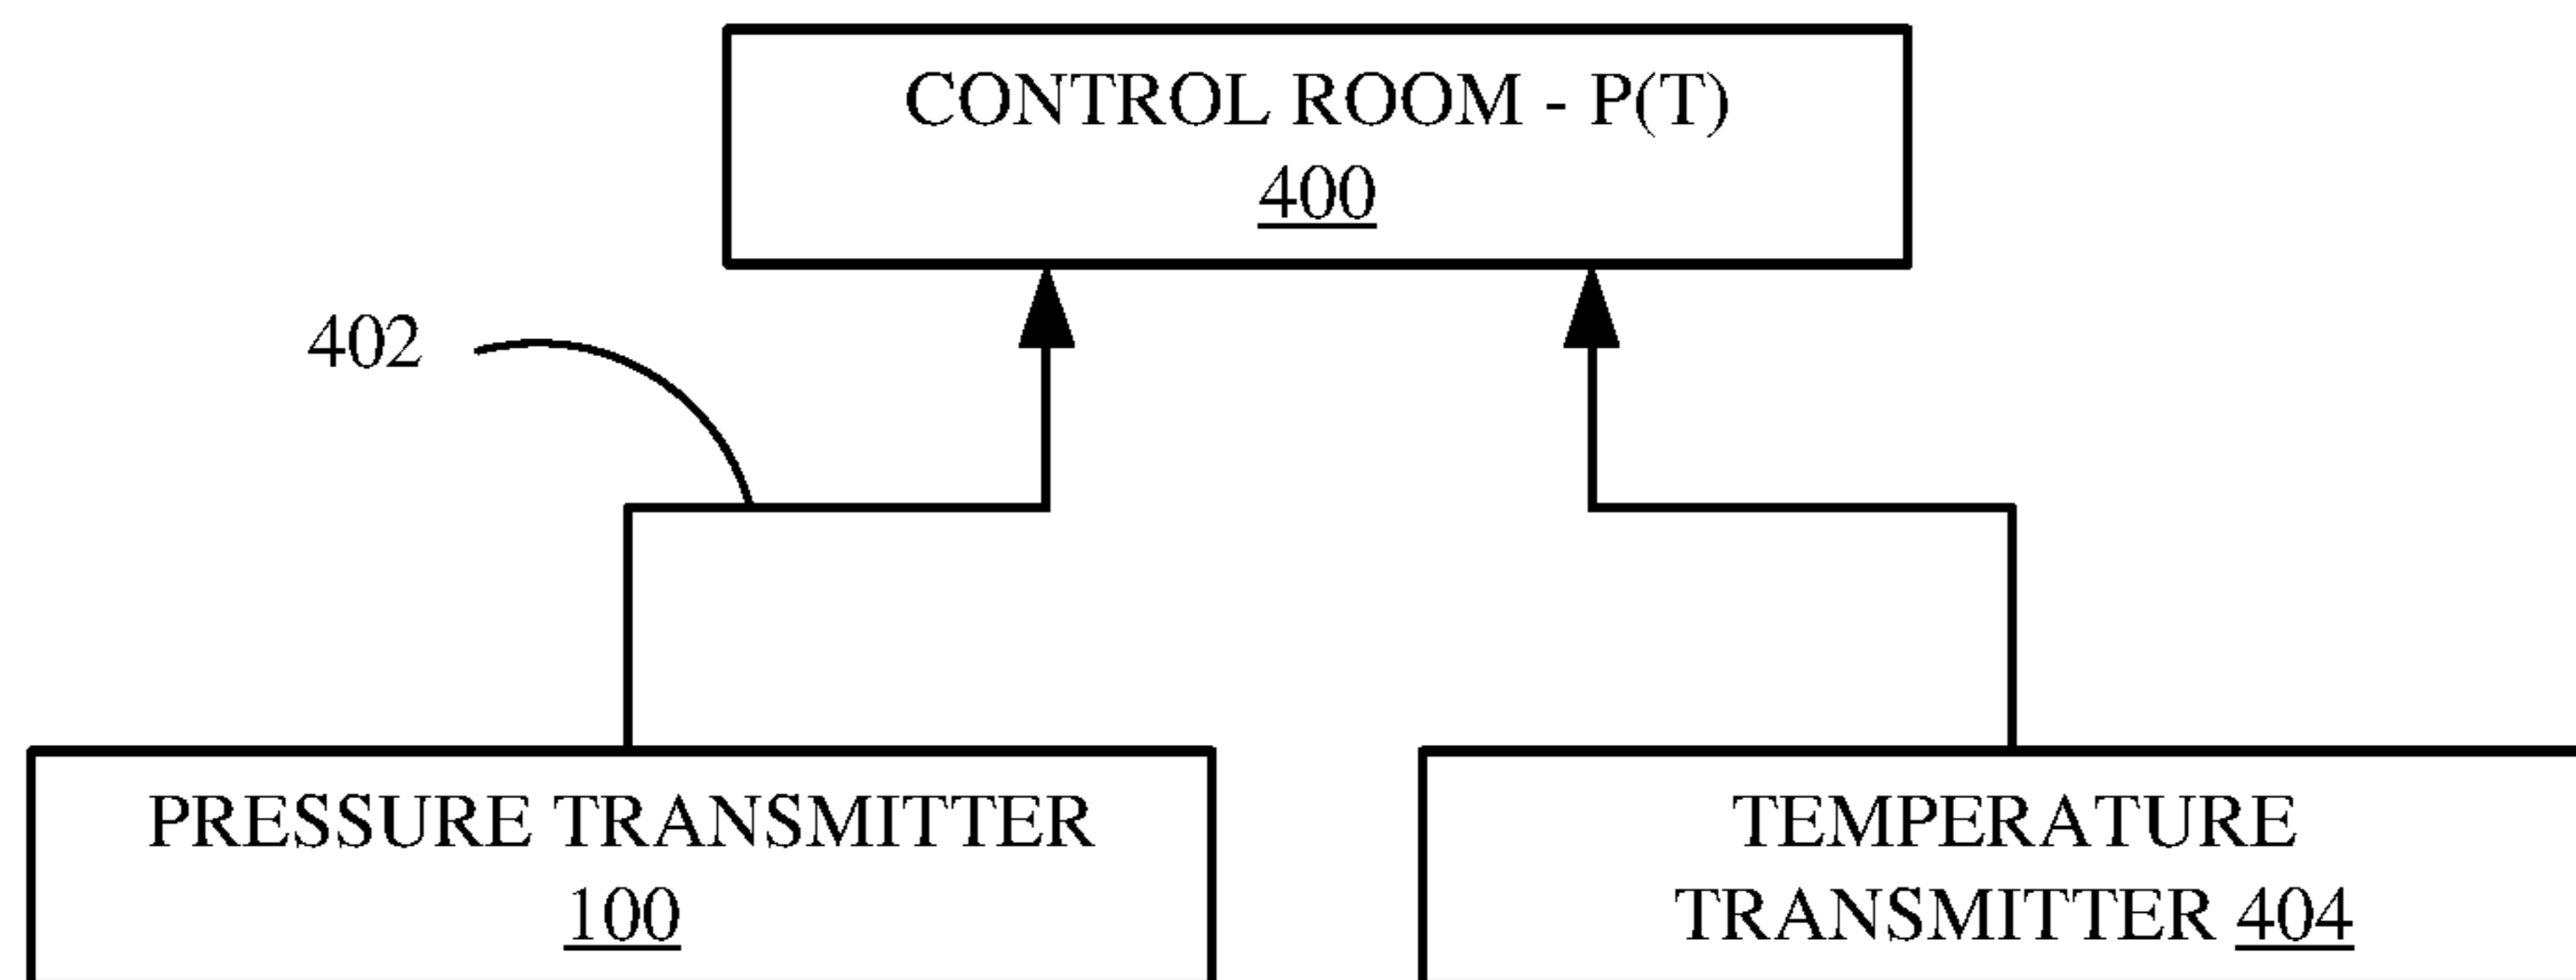 CONTROL ROOM - P(T)
400
402
PRESSURE TRANSMITTER
100
TEMPERATURE
TRANSMITTER 404